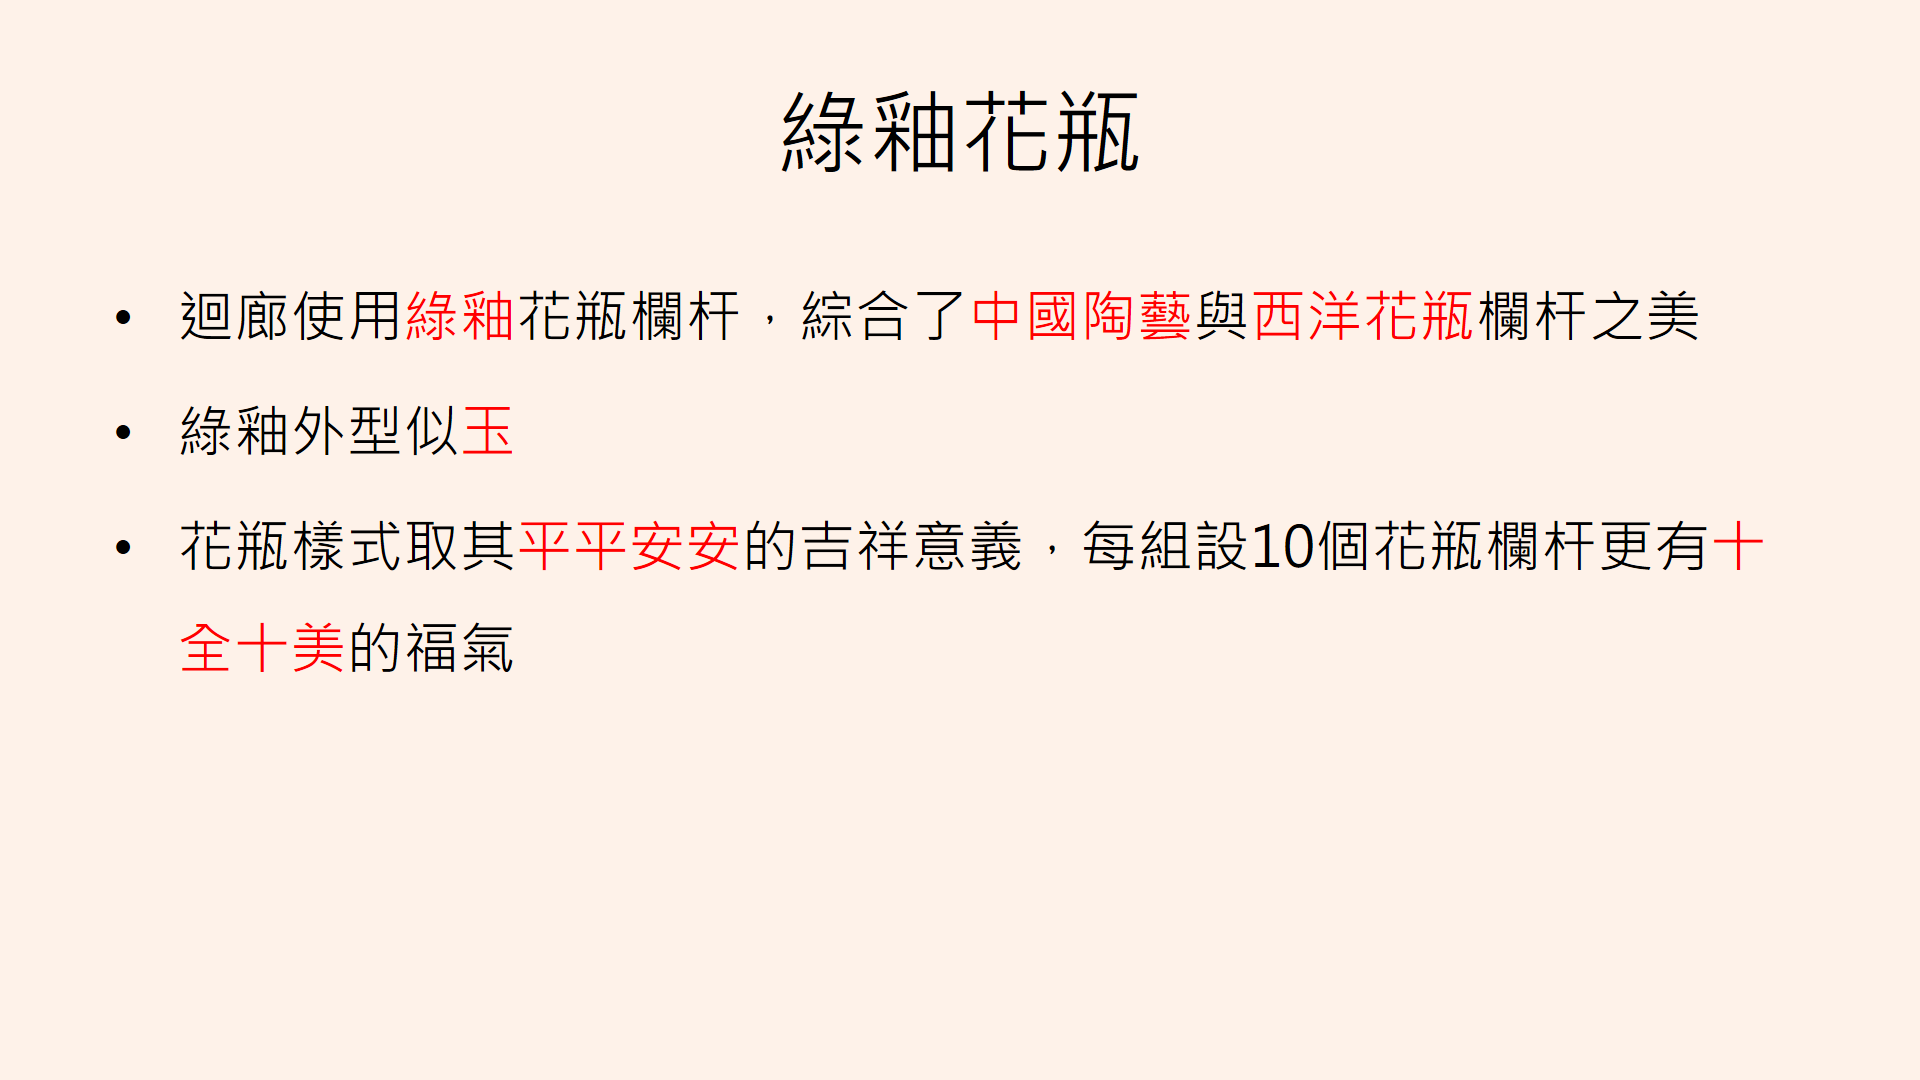 綠釉花瓶
• 迴廊使用綠釉花瓶欄杆，綜合了中國陶藝與西洋花瓶欄杆之美
• 綠釉外型似玉
• 花瓶樣式取其平平安安的吉祥意義，每組設10個花瓶欄杆更有十
全十美的福氣